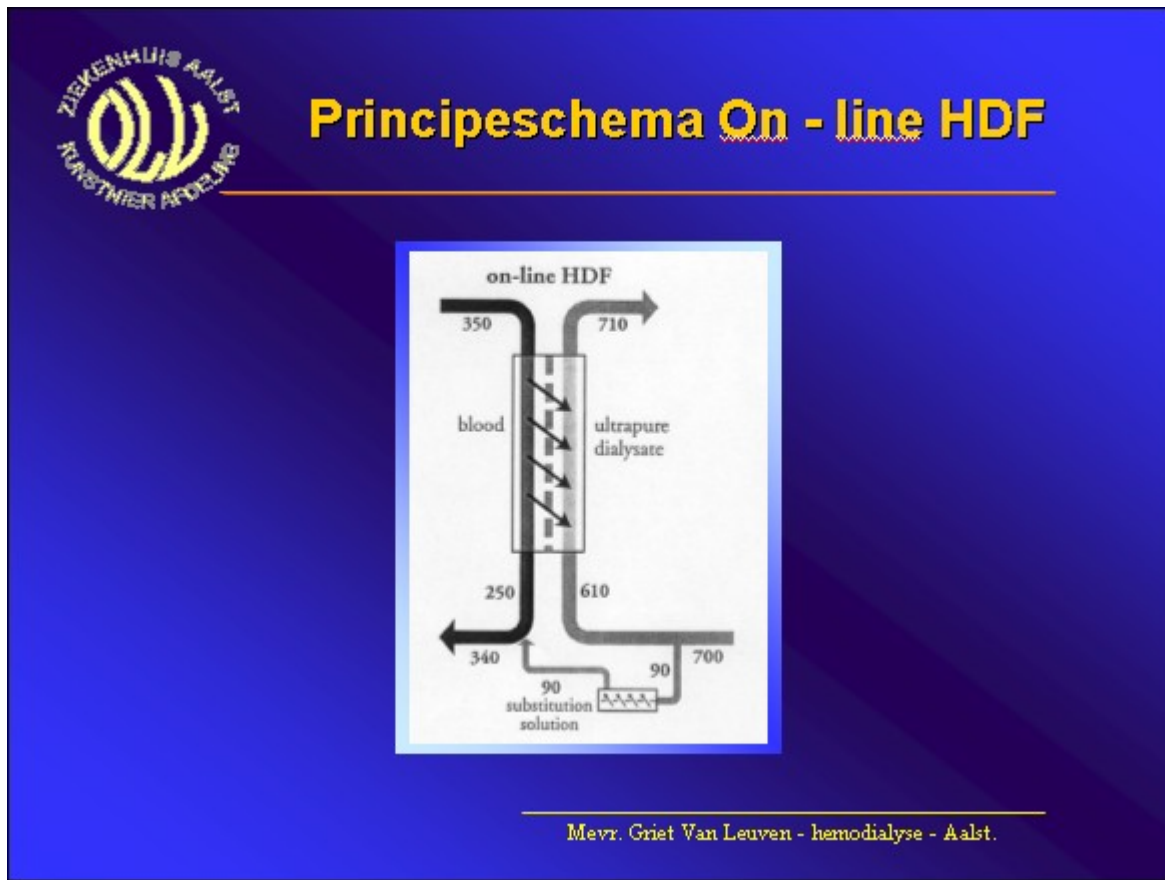 ZIEKENHUIS AALST
OLV
KUNSTNIER AFDELING
Principeschema On - line HDF
on-line HDF
350
710
blood
ultrapure
dialysate
250
610
340
700
90
90
substitution
solution
Mevr. Griet Van Leuven - hemodialyse - Aalst.